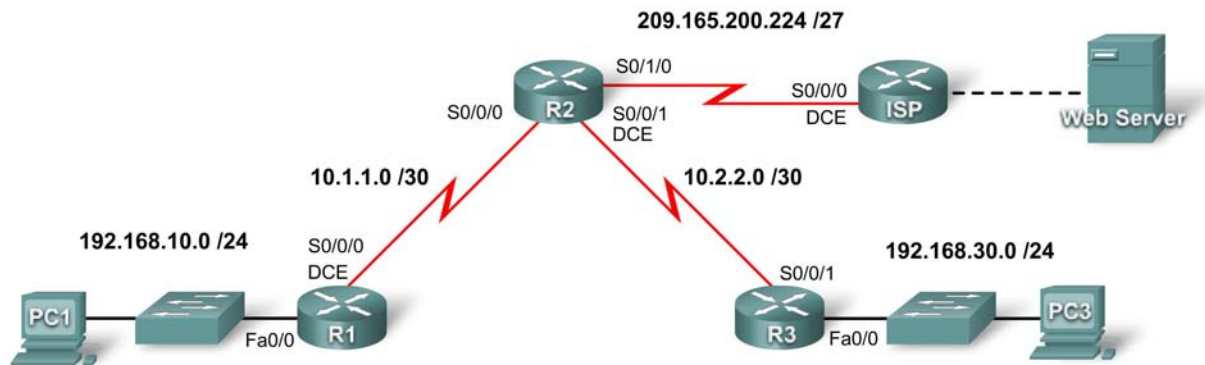 209.165.200.224 /27
S0/1/0
S0/0/0
DCE
ISP
Web Server
S0/0/0
R2
S0/0/1
DCE
10.1.1.0 /30
10.2.2.0 /30
192.168.10.0 /24
S0/0/0
DCE
192.168.30.0 /24
S0/0/1
PC1
Fa0/0
R1
R3
Fa0/0
PC3